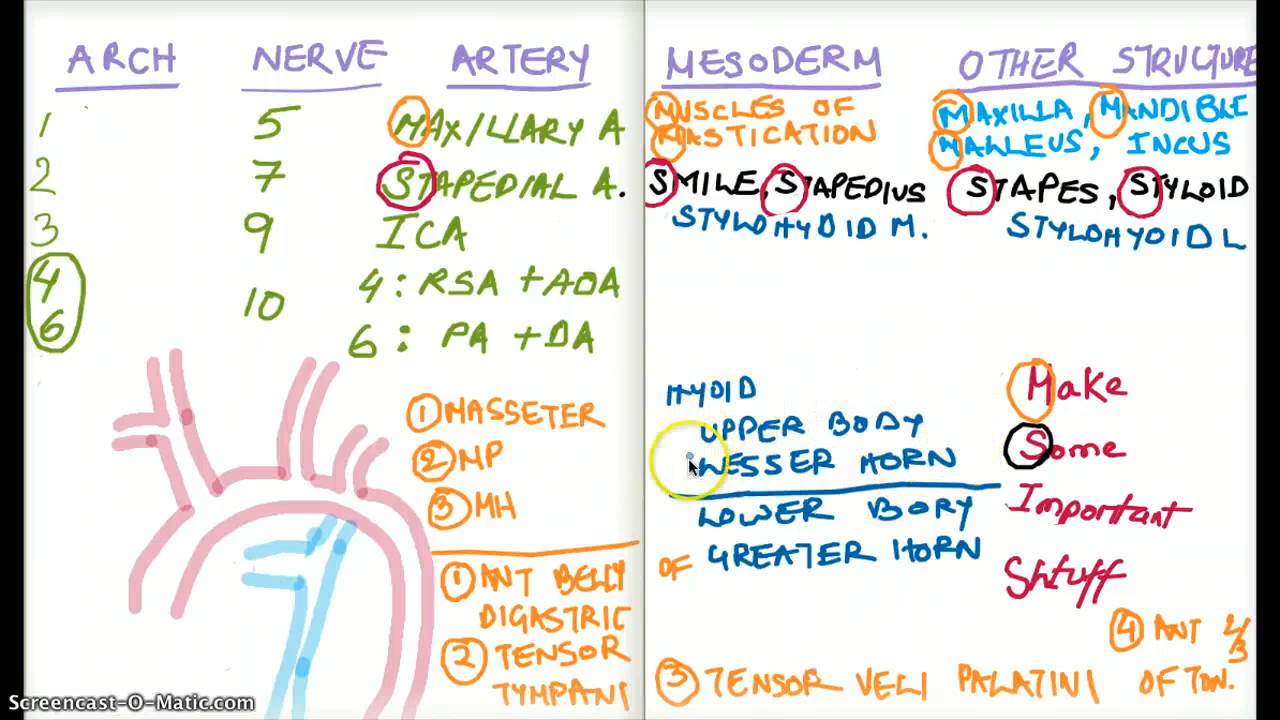 ARCH NERVE ARTERY MESODERM OTHER STRUCTURE
1 5 MAXILLARY A MUSCLES OF MASTICATION MAXILLA, MANDIBLE
MALLEUS, INCUS
2 7 STAPEDIAL A. SMILE, STAPEDIUS STAPES, STYLOID
STYLOHYOID M. STYLOHYOID L
3 9 ICA
4 10 4: RSA + AOA
6 6: PA + DA
1 MASSETER
2 MP
3 MH
1 ANT BELLY
DIGASTRIC
2 TENSOR
TYMPANI
HYOID
UPPER BODY
LESSER HORN
LOWER BODY
OF GREATER HORN
Make
Some
Important
Shtuff
4 ANT 2/3
3 TENSOR VELI PALATINI OF TON.
Screencast-O-Matic.com